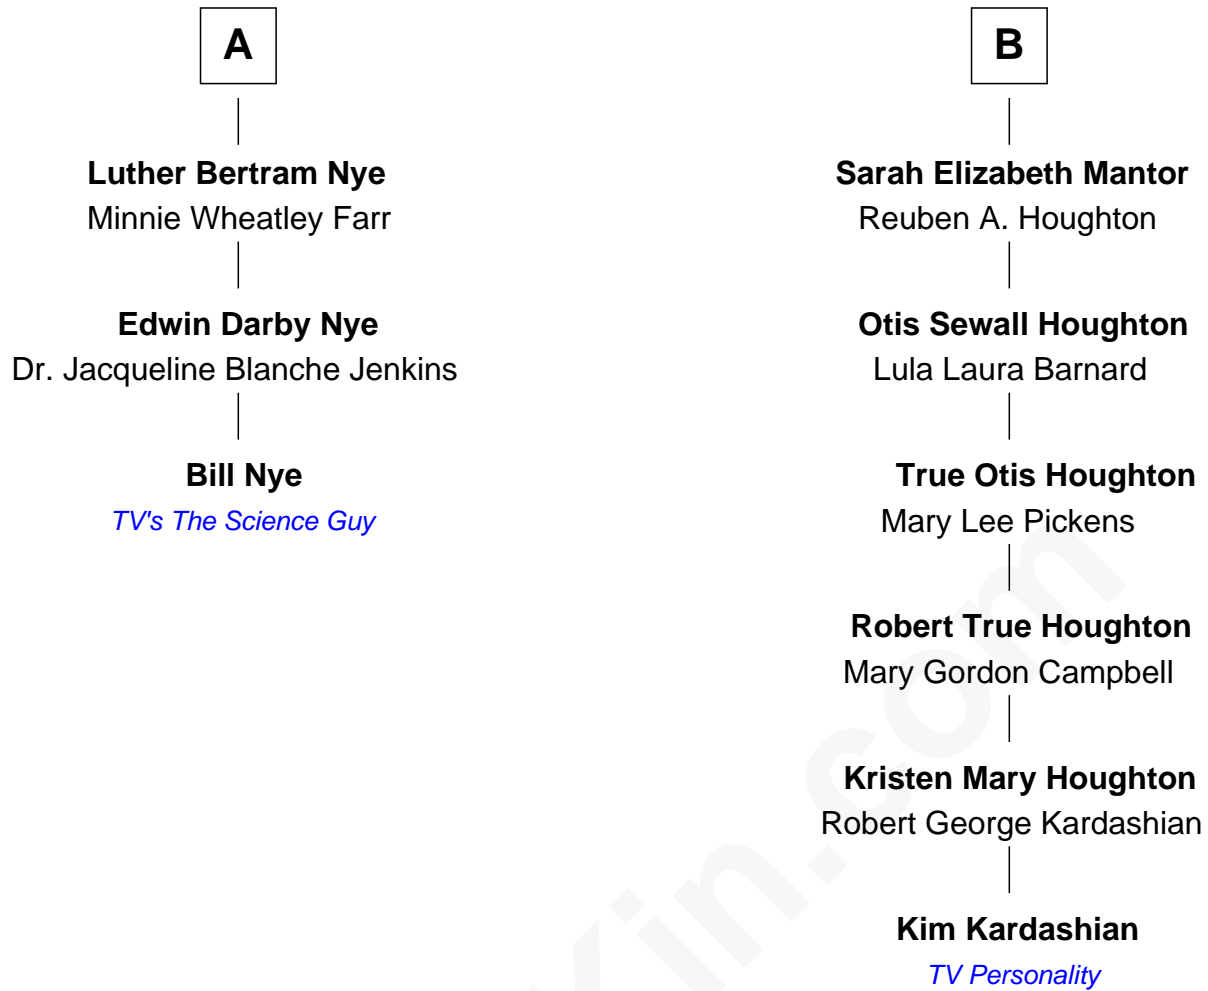 A
Luther Bertram Nye
Minnie Wheatley Farr
Edwin Darby Nye
Dr. Jacqueline Blanche Jenkins
Bill Nye
TV's The Science Guy
B
Sarah Elizabeth Mantor
Reuben A. Houghton
Otis Sewall Houghton
Lula Laura Barnard
True Otis Houghton
Mary Lee Pickens
Robert True Houghton
Mary Gordon Campbell
Kristen Mary Houghton
Robert George Kardashian
Kim Kardashian
TV Personality
Kin.com